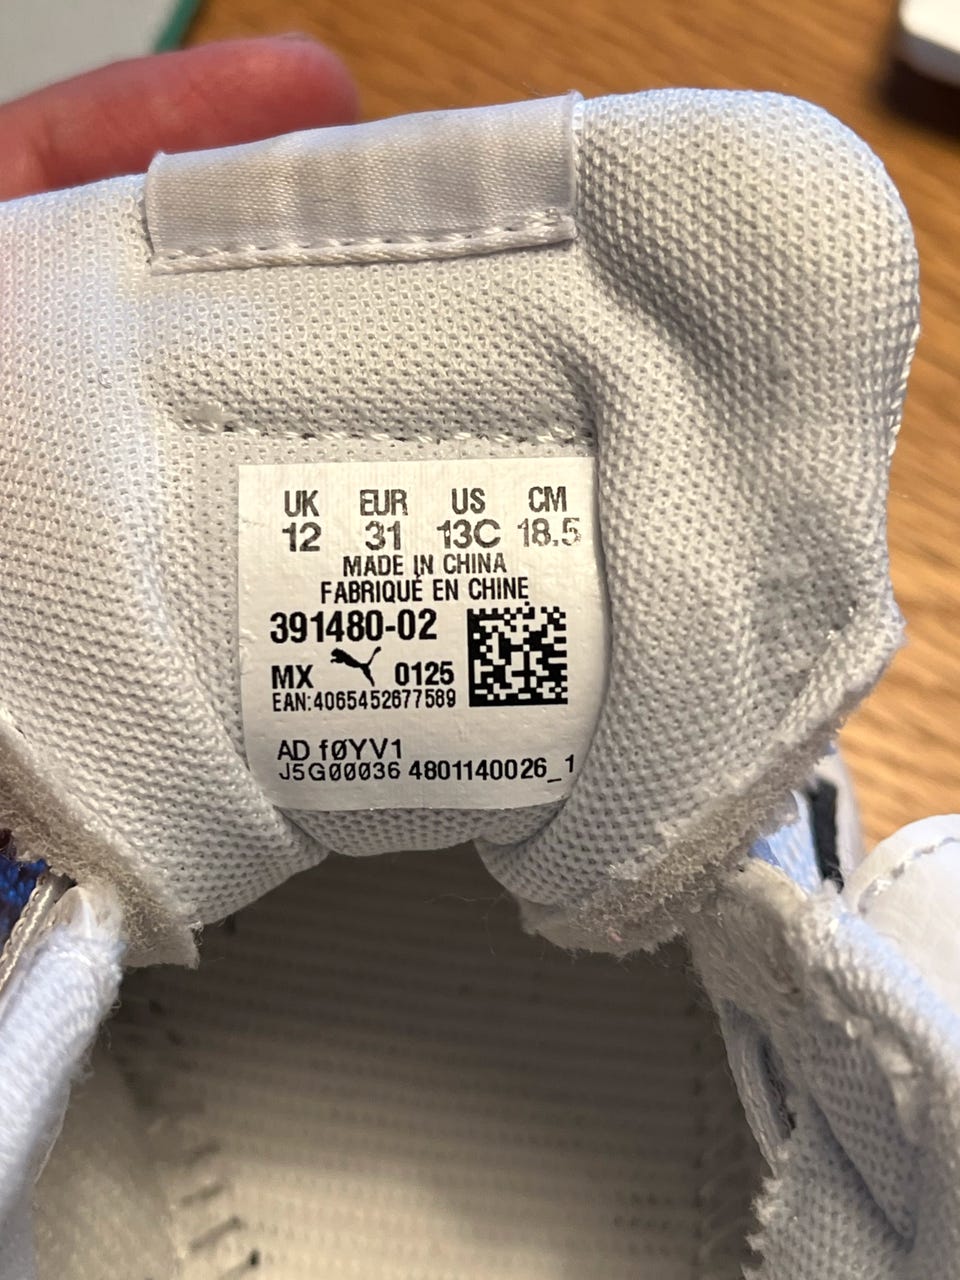 UK EUR US CM
12 31 13C 18.5
MADE IN CHINA
FABRIQUÉ EN CHINE
391480-02
MX 0125
EAN:4065452677589
AD fØYV1
J5G00036 4801140026_1